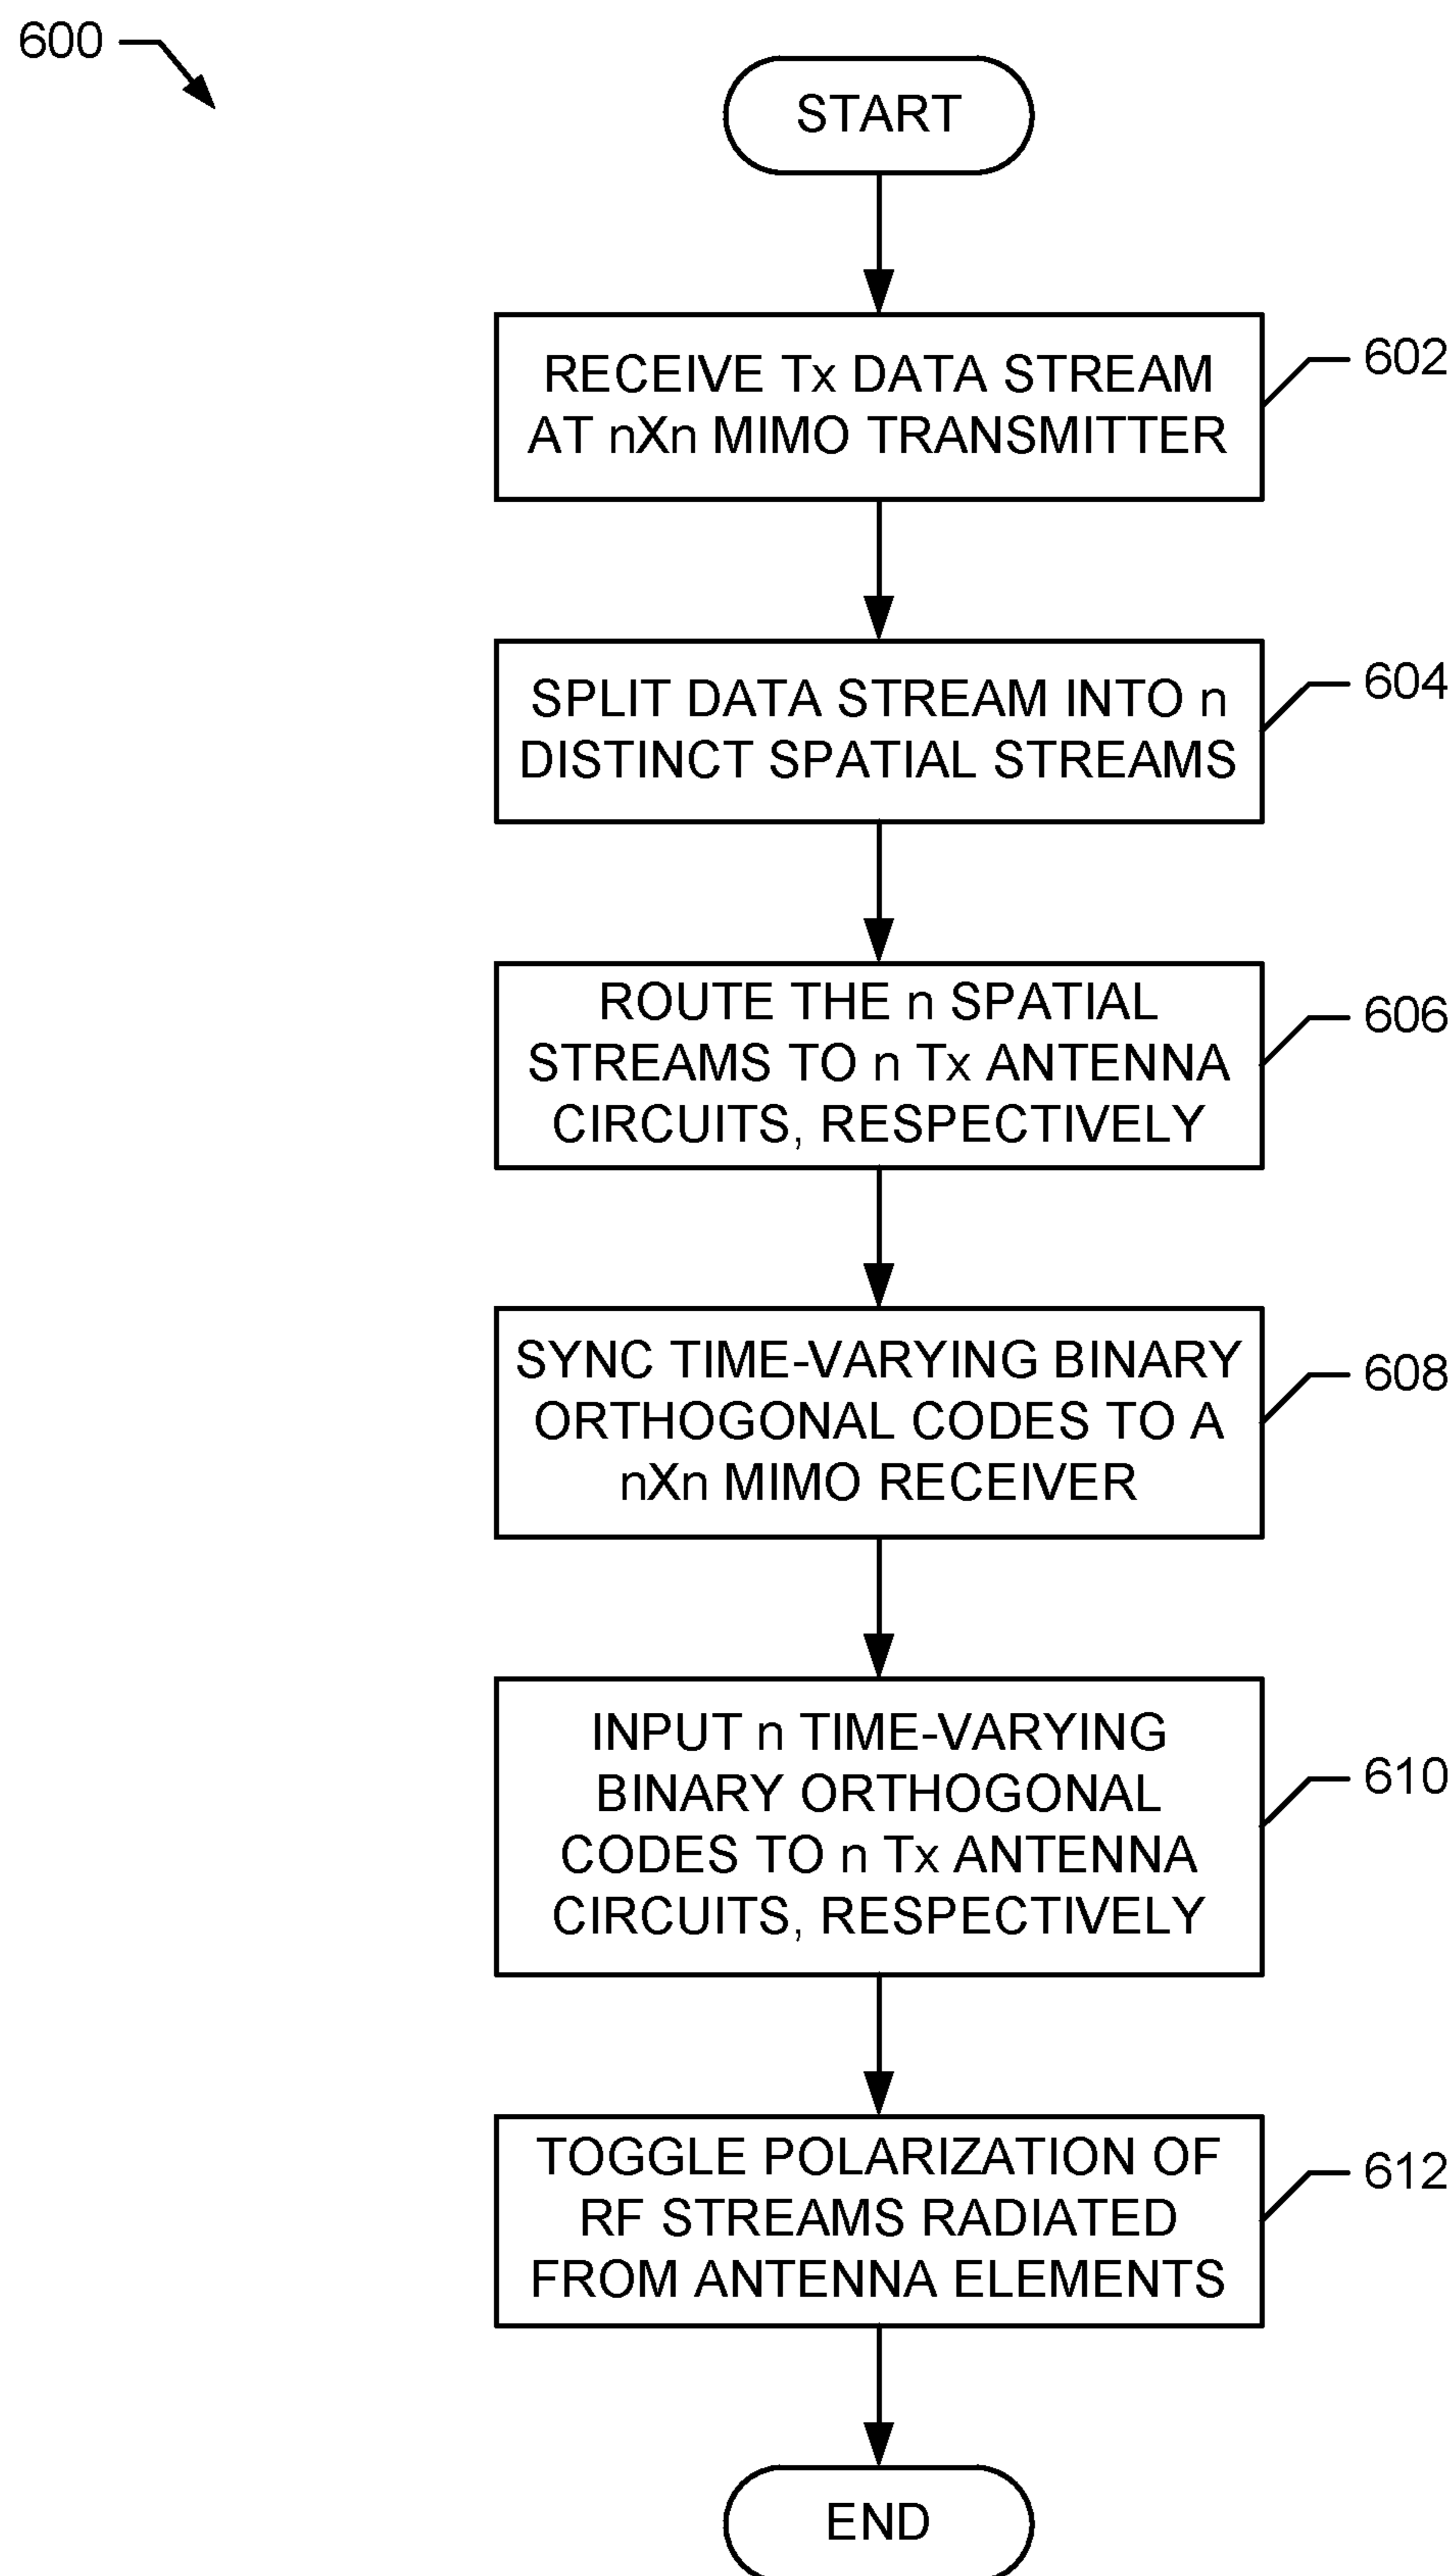 600
START
RECEIVE Tx DATA STREAM
AT nXn MIMO TRANSMITTER
602
SPLIT DATA STREAM INTO n
DISTINCT SPATIAL STREAMS
604
ROUTE THE n SPATIAL
STREAMS TO n Tx ANTENNA
CIRCUITS, RESPECTIVELY
606
SYNC TIME-VARYING BINARY
ORTHOGONAL CODES TO A
nXn MIMO RECEIVER
608
INPUT n TIME-VARYING
BINARY ORTHOGONAL
CODES TO n Tx ANTENNA
CIRCUITS, RESPECTIVELY
610
TOGGLE POLARIZATION OF
RF STREAMS RADIATED
FROM ANTENNA ELEMENTS
612
END